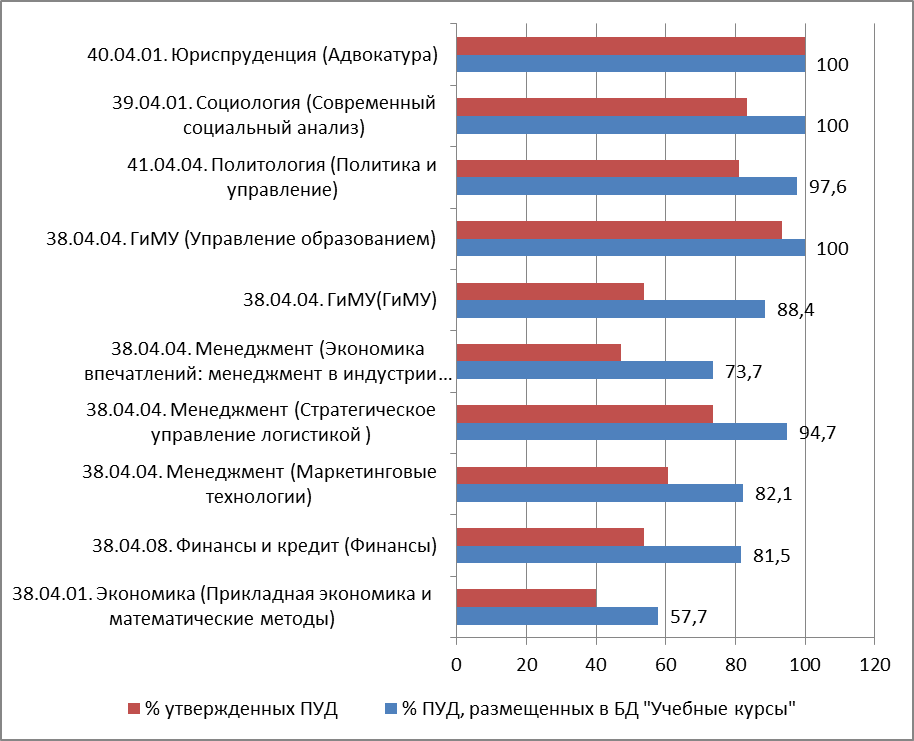 40.04.01. Юриспруденция (Адвокатура)
100
39.04.01. Социология (Современный
социальный анализ)
100
41.04.04. Политология (Политика и
управление)
97,6
38.04.04. ГиМУ (Управление образованием)
100
38.04.04. ГиМУ(ГиМУ)
88,4
38.04.04. Менеджмент (Экономика
впечатлений: менеджмент в индустрии...
73,7
38.04.04. Менеджмент (Стратегическое
управление логистикой )
94,7
38.04.04. Менеджмент (Маркетинговые
технологии)
82,1
38.04.08. Финансы и кредит (Финансы)
81,5
38.04.01. Экономика (Прикладная экономика и
математические методы)
57,7
0 20 40 60 80 100 120
% утвержденных ПУД
% ПУД, размещенных в БД "Учебные курсы"